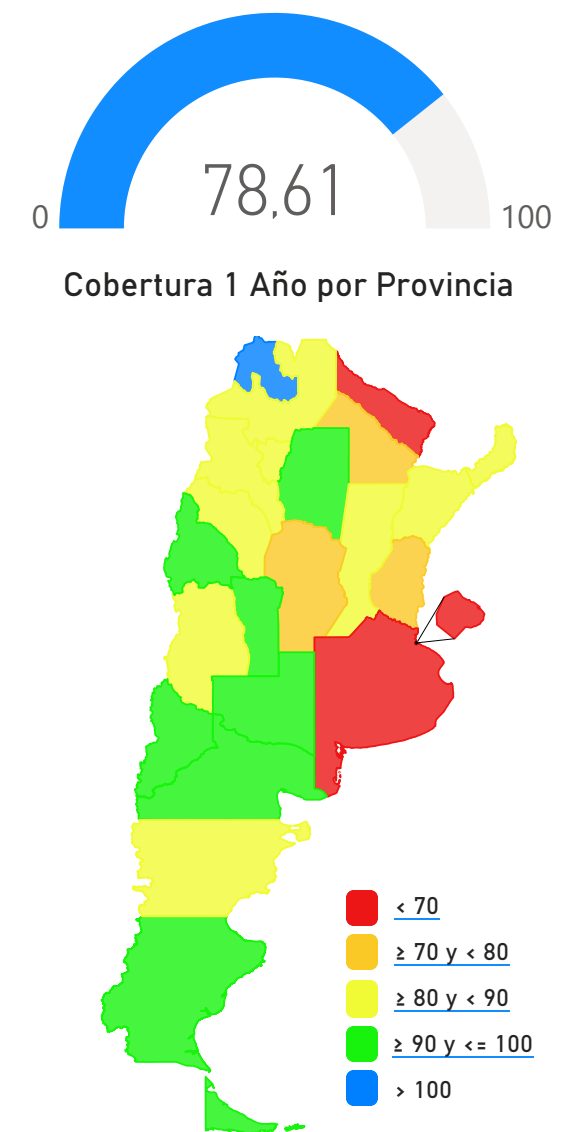 78,61
0
100
Cobertura 1 Año por Provincia
< 70
≥ 70 y < 80
≥ 80 y < 90
≥ 90 y <= 100
> 100